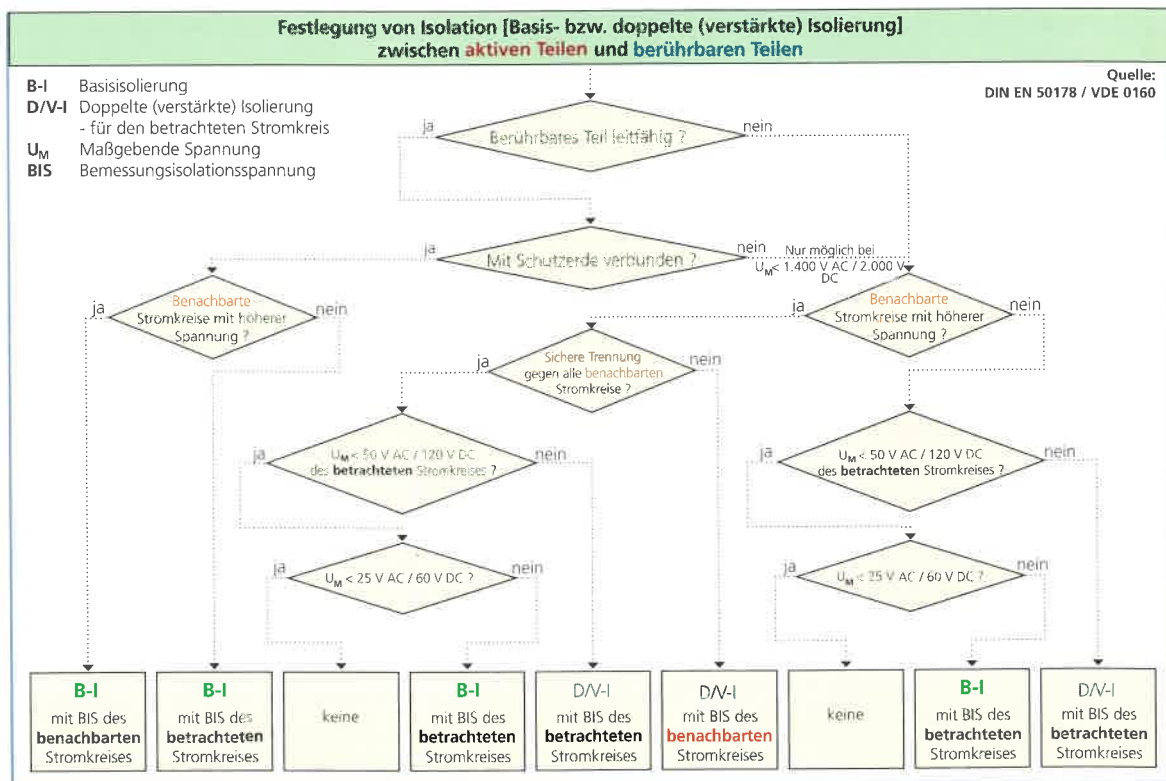 Festlegung von Isolation [Basis- bzw. doppelte (verstärkte) Isolierung]
zwischen aktiven Teilen und berührbaren Teilen
B-I Basisisolierung
D/V-I Doppelte (verstärkte) Isolierung
- für den betrachteten Stromkreis
UM Maßgebende Spannung
BIS Bemessungsisolationsspannung
Quelle:
DIN EN 50178 / VDE 0160
ja
Berührbares Teil leitfähig ?
nein
ja
Mit Schutzerde verbunden ?
nein
Nur möglich bei
UM< 1.400 V AC / 2.000 V
DC
ja
Benachbarte
Stromkreise mit höherer
Spannung ?
nein
ja
Benachbarte
Stromkreise mit höherer
Spannung ?
nein
ja
Sichere Trennung
gegen alle benachbarten
Stromkreise ?
nein
ja
UM< 50 V AC / 120 V DC
des betrachteten Stromkreises ?
nein
ja
UM< 50 V AC / 120 V DC
des betrachteten Stromkreises ?
nein
ja
UM< 25 V AC / 60 V DC ?
nein
ja
UM< 25 V AC / 60 V DC ?
nein
B-I
mit BIS des
benachbarten
Stromkreises
B-I
mit BIS des
betrachteten
Stromkreises
keine
B-I
mit BIS des
betrachteten
Stromkreises
D/V-I
mit BIS des
betrachteten
Stromkreises
D/V-I
mit BIS des
benachbarten
Stromkreises
keine
B-I
mit BIS des
betrachteten
Stromkreises
D/V-I
mit BIS des
betrachteten
Stromkreises